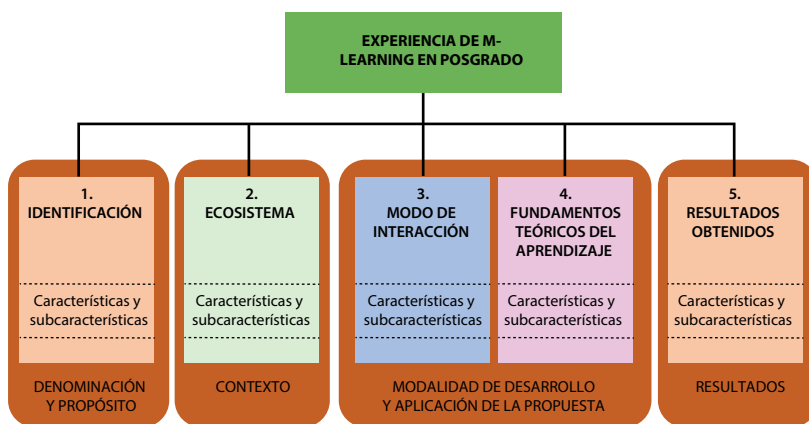 EXPERIENCIA DE M-
LEARNING EN POSGRADO
1.
IDENTIFICACIÓN
Características y
subcaracterísticas
DENOMINACIÓN
Y PROPÓSITO
2.
ECOSISTEMA
Características y
subcaracterísticas
CONTEXTO
3.
MODO DE
INTERACCIÓN
Características y
subcaracterísticas
4.
FUNDAMENTOS
TEÓRICOS DEL
APRENDIZAJE
Características y
subcaracterísticas
MODALIDAD DE DESARROLLO
Y APLICACIÓN DE LA PROPUESTA
5.
RESULTADOS
OBTENIDOS
Características y
subcaracterísticas
RESULTADOS